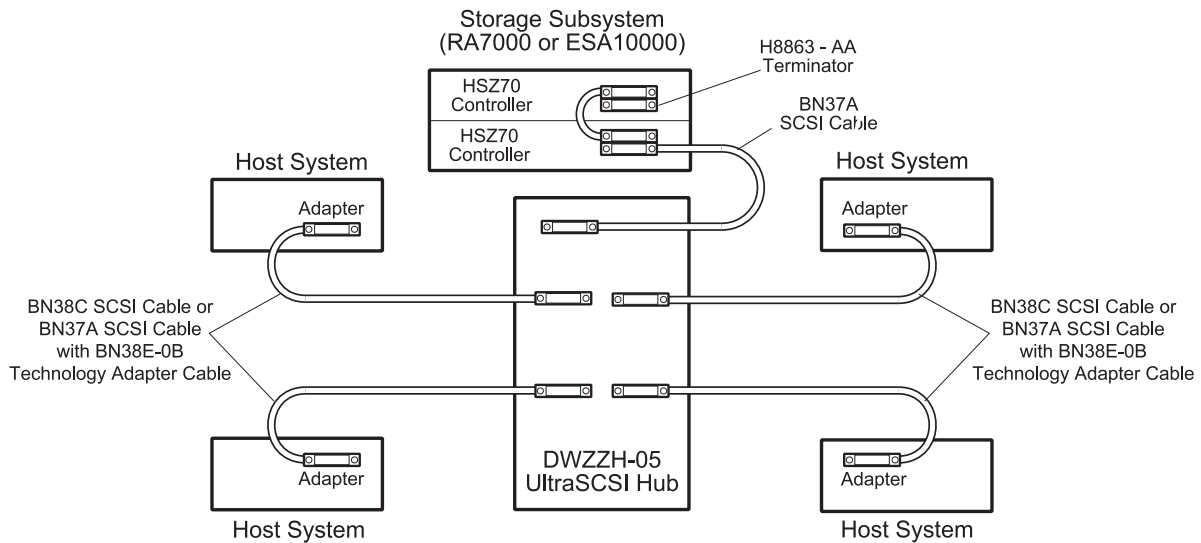 Storage Subsystem
(RA7000 or ESA10000)
H8863 - AA
Terminator
HSZ70
Controller
HSZ70
Controller
BN37A
SCSI Cable
Host System
Adapter
Host System
Adapter
BN38C SCSI Cable or
BN37A SCSI Cable
with BN38E-0B
Technology Adapter Cable
BN38C SCSI Cable or
BN37A SCSI Cable
with BN38E-0B
Technology Adapter Cable
DWZZH-05
UltraSCSI Hub
Adapter
Host System
Adapter
Host System